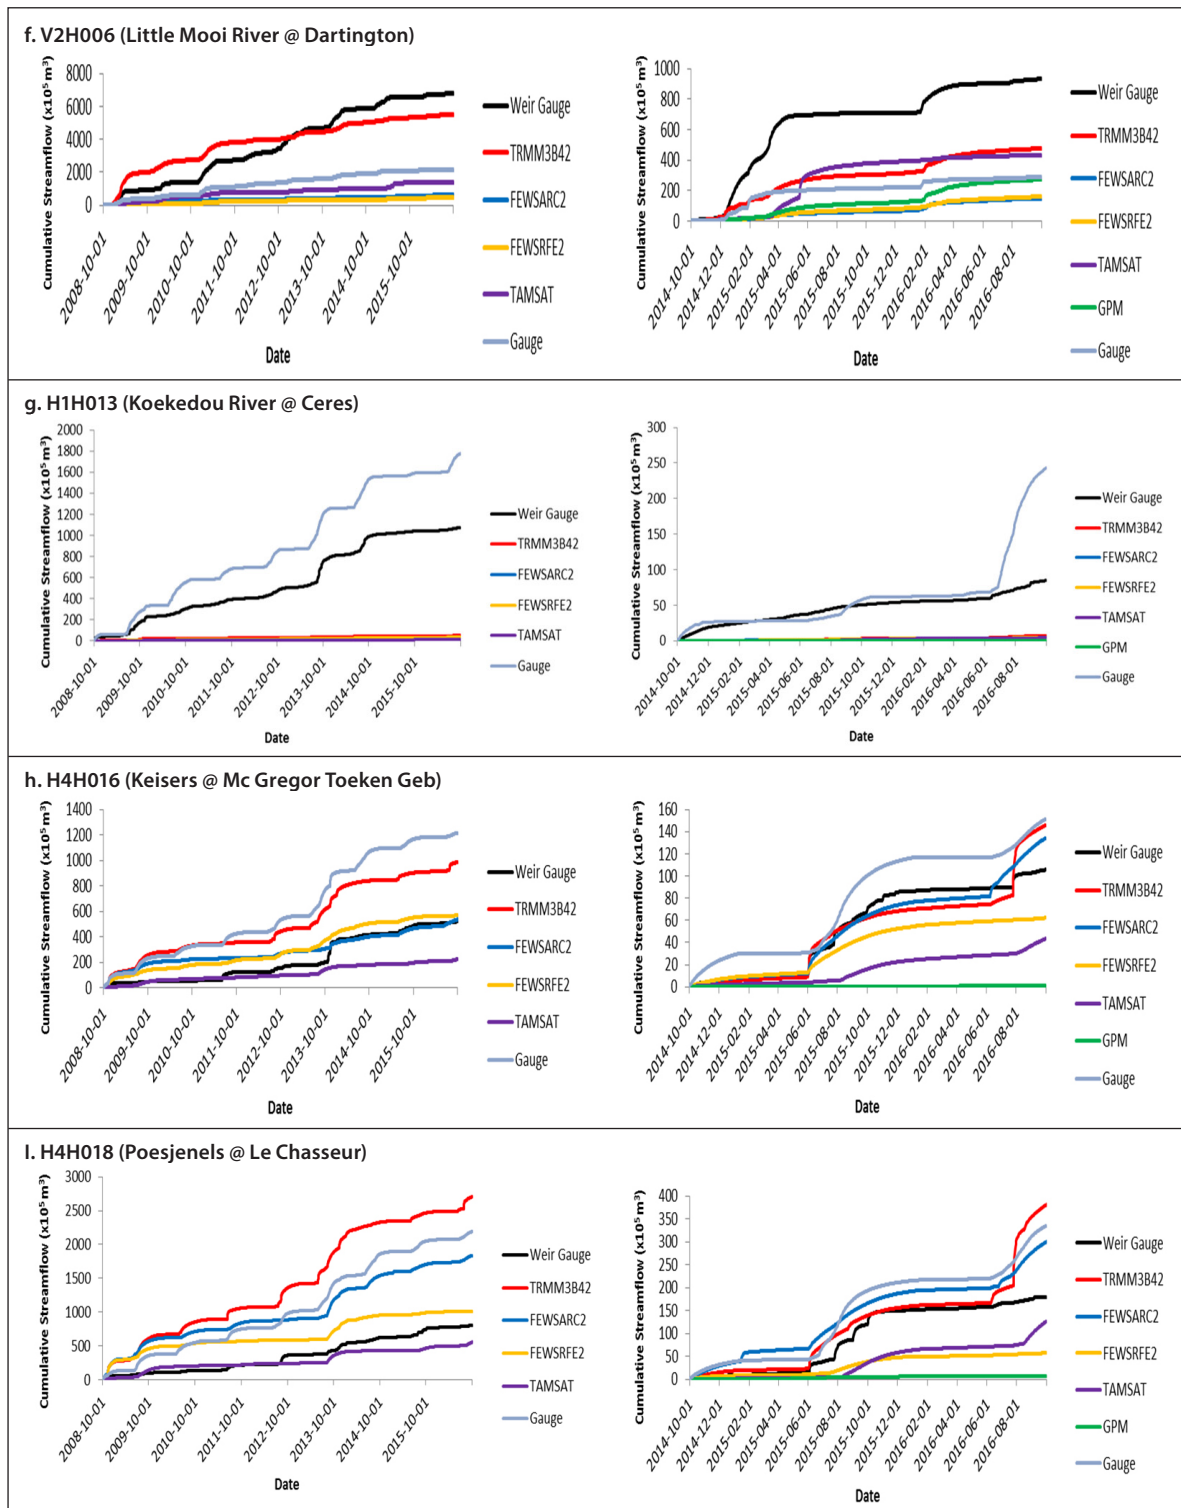 f. V2H006 (Little Mooi River @ Dartington)
Cumulative Streamflow (x10⁵ m³)
8000
6000
4000
2000
0
2008-10-01
2009-10-01
2010-10-01
2011-10-01
2012-10-01
2013-10-01
2014-10-01
2015-10-01
Date
Weir Gauge
TRMM3B42
FEWSARC2
FEWSRFE2
TAMSAT
Gauge
Cumulative Streamflow (x10⁵ m³)
1000
800
600
400
200
0
2014-10-01
2014-12-01
2015-02-01
2015-04-01
2015-06-01
2015-08-01
2015-10-01
2015-12-01
2016-02-01
2016-04-01
2016-06-01
2016-08-01
Date
Weir Gauge
TRMM3B42
FEWSARC2
FEWSRFE2
TAMSAT
GPM
Gauge
g. H1H013 (Koekedou River @ Ceres)
Cumulative Streamflow (x10⁵ m³)
2000
1800
1600
1400
1200
1000
800
600
400
200
0
2008-10-01
2009-10-01
2010-10-01
2011-10-01
2012-10-01
2013-10-01
2014-10-01
2015-10-01
Date
Weir Gauge
TRMM3B42
FEWSARC2
FEWSRFE2
TAMSAT
Gauge
Cumulative Streamflow (x10⁵ m³)
300
250
200
150
100
50
0
2014-10-01
2014-12-01
2015-02-01
2015-04-01
2015-06-01
2015-08-01
2015-10-01
2015-12-01
2016-02-01
2016-04-01
2016-06-01
2016-08-01
Date
Weir Gauge
TRMM3B42
FEWSARC2
FEWSRFE2
TAMSAT
GPM
Gauge
h. H4H016 (Keisers @ Mc Gregor Toeken Geb)
Cumulative Streamflow (x10⁵ m³)
1400
1200
1000
800
600
400
200
0
2008-10-01
2009-10-01
2010-10-01
2011-10-01
2012-10-01
2013-10-01
2014-10-01
2015-10-01
Date
Weir Gauge
TRMM3B42
FEWSARC2
FEWSRFE2
TAMSAT
Gauge
Cumulative Streamflow (x10⁵ m³)
160
140
120
100
80
60
40
20
0
2014-10-01
2014-12-01
2015-02-01
2015-04-01
2015-06-01
2015-08-01
2015-10-01
2015-12-01
2016-02-01
2016-04-01
2016-06-01
2016-08-01
Date
Weir Gauge
TRMM3B42
FEWSARC2
FEWSRFE2
TAMSAT
GPM
Gauge
I. H4H018 (Poesjenels @ Le Chasseur)
Cumulative Streamflow (x10⁵ m³)
3000
2500
2000
1500
1000
500
0
2008-10-01
2009-10-01
2010-10-01
2011-10-01
2012-10-01
2013-10-01
2014-10-01
2015-10-01
Date
Weir Gauge
TRMM3B42
FEWSARC2
FEWSRFE2
TAMSAT
Gauge
Cumulative Streamflow (x10⁵ m³)
400
350
300
250
200
150
100
50
0
2014-10-01
2014-12-01
2015-02-01
2015-04-01
2015-06-01
2015-08-01
2015-10-01
2015-12-01
2016-02-01
2016-04-01
2016-06-01
2016-08-01
Date
Weir Gauge
TRMM3B42
FEWSARC2
FEWSRFE2
TAMSAT
GPM
Gauge